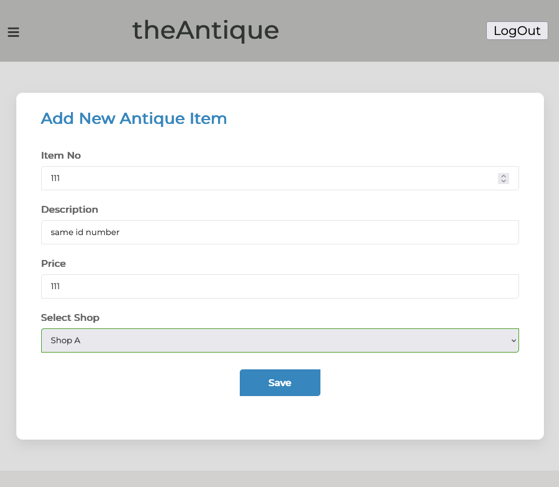 theAntique
LogOut
Add New Antique Item
Item No
111
Description
same id number
Price
111
Select Shop
Shop A
Save